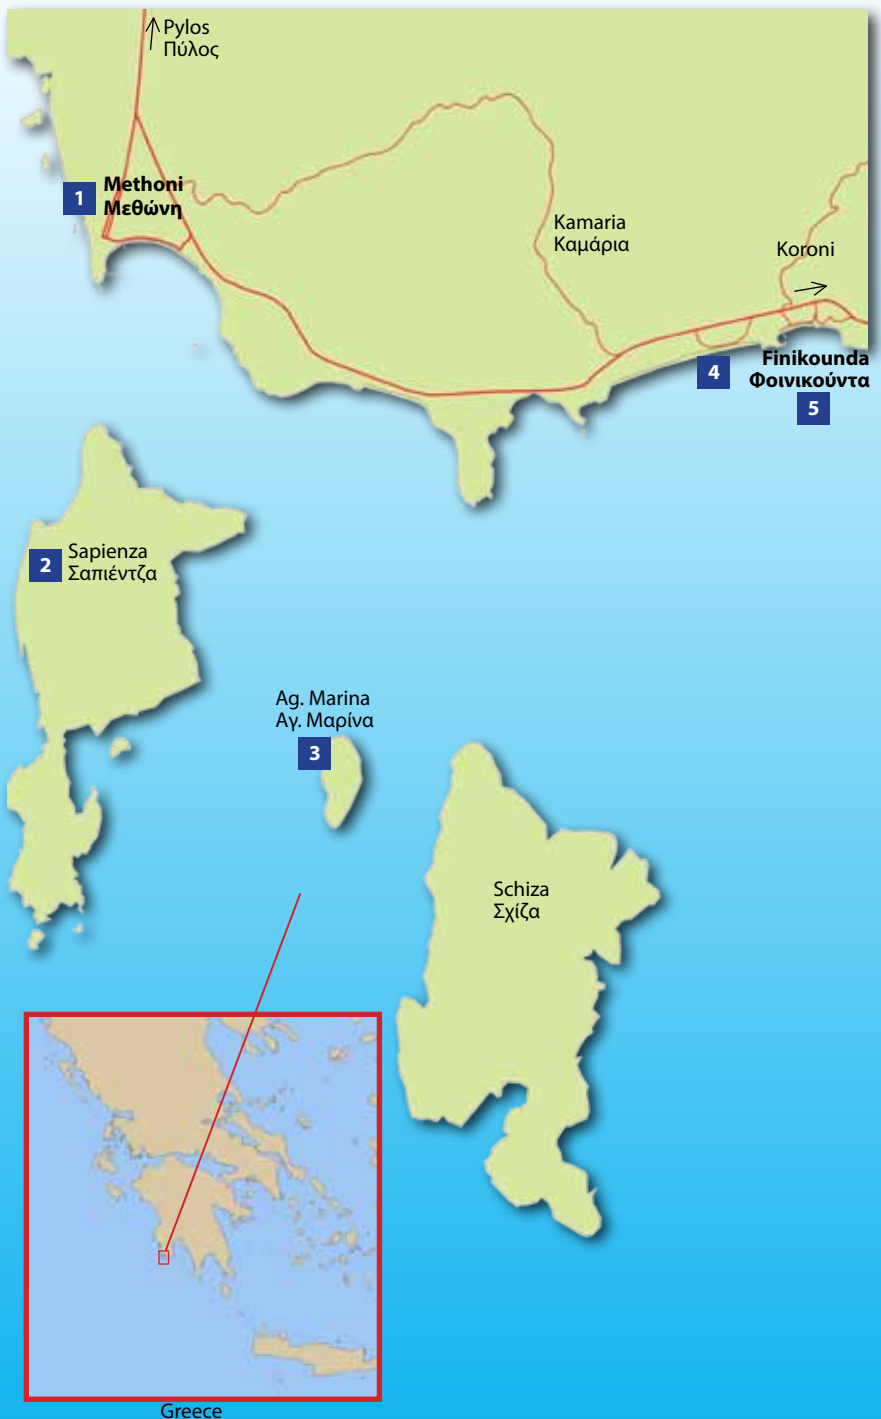 Pylos
Πύλος
1
Methoni
Μεθώνη
Kamaria
Καμάρια
Koroni
4
Finikounda
Φοινικούντα
5
2
Sapienza
Σαπιέντζα
Ag. Marina
Αγ. Μαρίνα
3
Schiza
Σχίζα
Greece